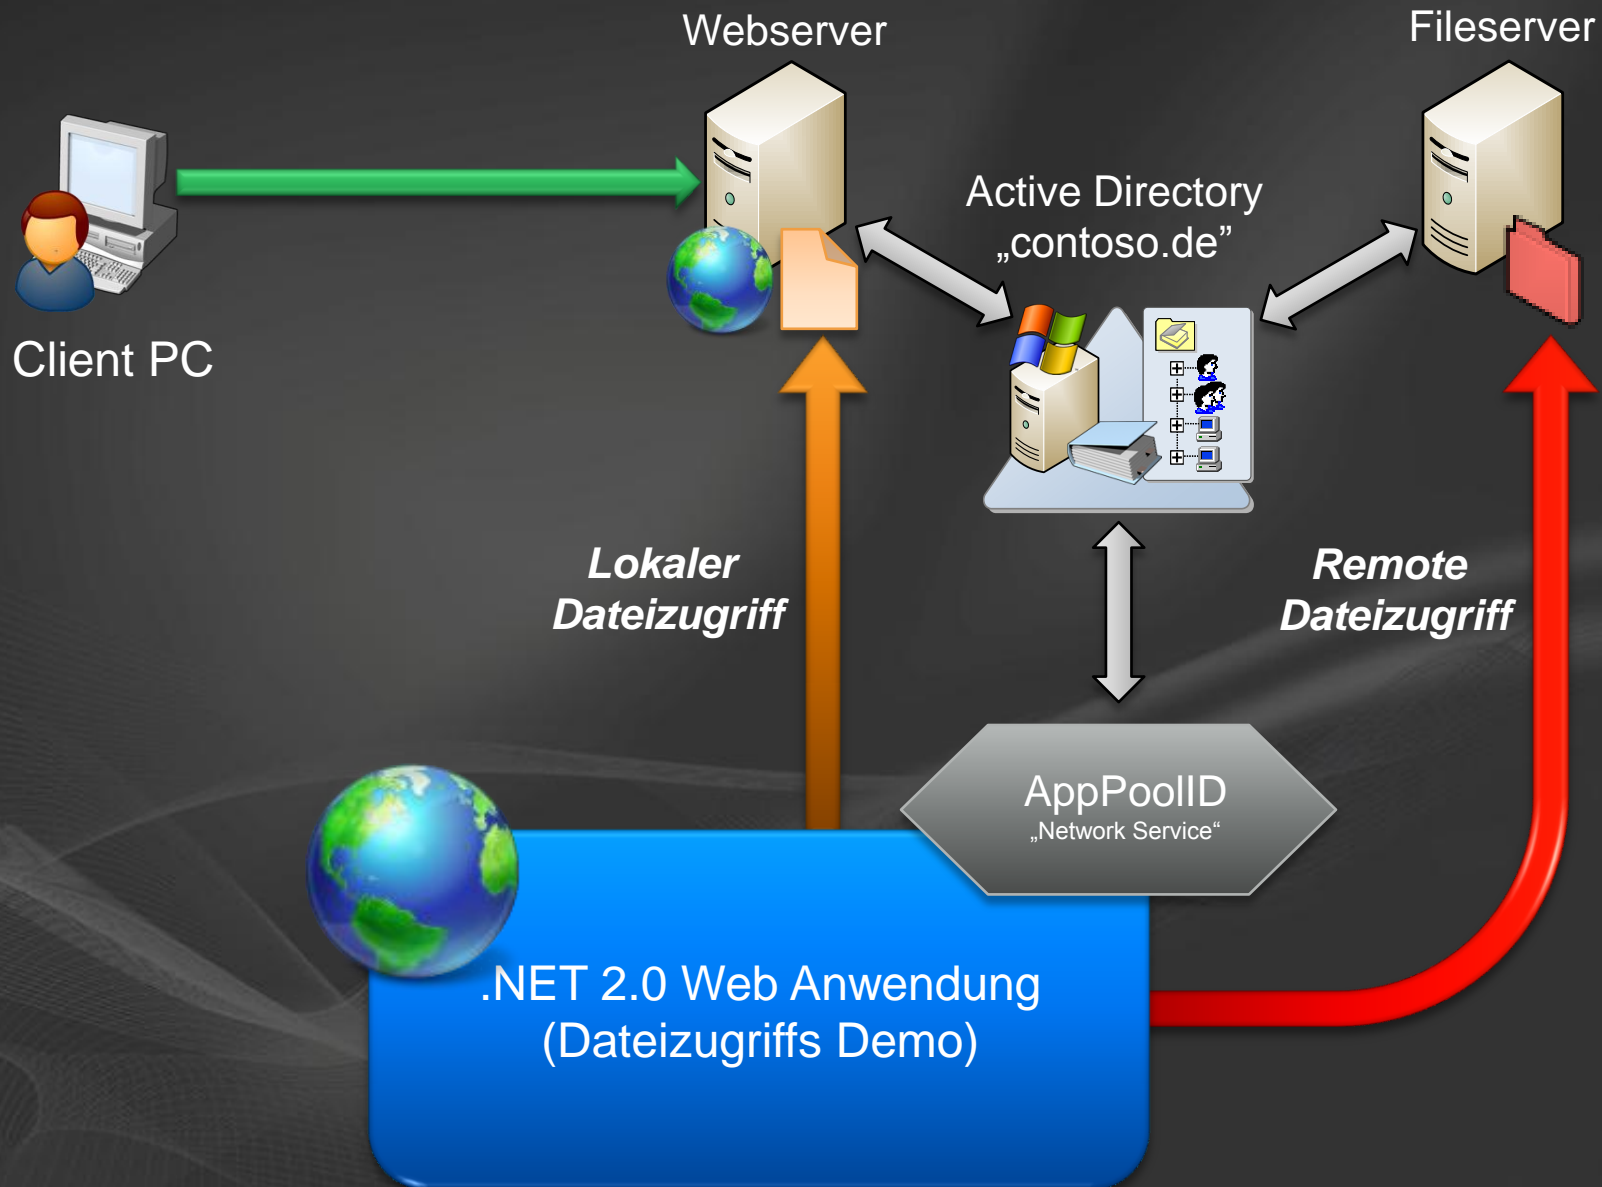 Webserver
Fileserver
Active Directory
„contoso.de”
Client PC
Lokaler
Dateizugriff
Remote
Dateizugriff
AppPoolID
„Network Service“
.NET 2.0 Web Anwendung
(Dateizugriffs Demo)